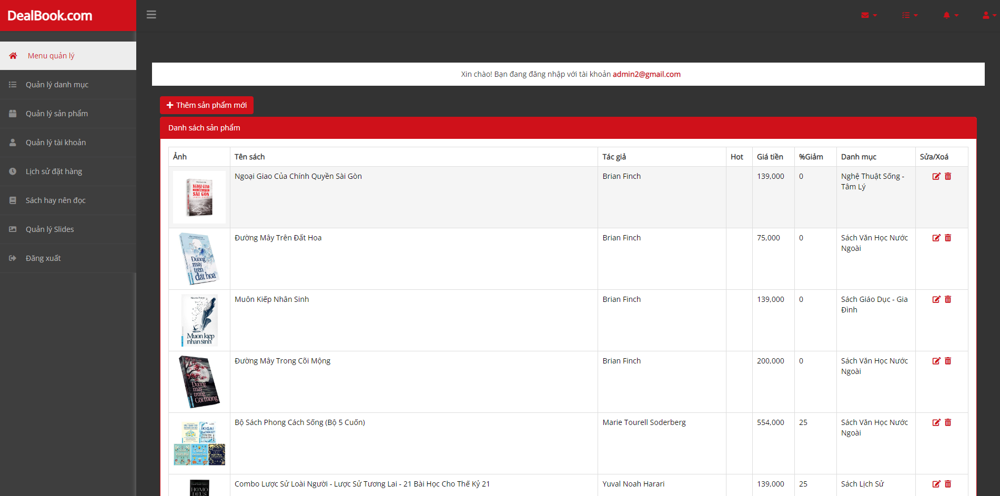 DealBook.com
Menu quản lý
Quản lý danh mục
Quản lý sản phẩm
Quản lý tài khoản
Lịch sử đặt hàng
Sách hay nên đọc
Quản lý Slides
Đăng xuất
Xin chào! Bạn đang đăng nhập với tài khoản admin2@gmail.com
Thêm sản phẩm mới
Danh sách sản phẩm
Ảnh Tên sách Tác giả Hot Giá tiền %Giảm Danh mục Sửa/Xoá
NGOẠI GIAO
SÀI GÒN
Ngoại Giao Của Chính Quyền Sài Gòn Brian Finch 139,000 0 Nghệ Thuật Sống -
Tâm Lý
Đường
mây
trên
đất hoa
Đường Mây Trên Đất Hoa Brian Finch 75,000 0 Sách Văn Học Nước
Ngoài
Muôn kiếp
nhân sinh
Muôn Kiếp Nhân Sinh Brian Finch 139,000 0 Sách Giáo Dục - Gia
Đình
Đường
mây
trong
Cõi mộng
Đường Mây Trong Cõi Mộng Brian Finch 200,000 0 Sách Văn Học Nước
Ngoài
IKIGAI
Bộ Sách Phong Cách Sống (Bộ 5 Cuốn) Marie Tourell Soderberg 554,000 25 Sách Văn Học Nước
Ngoài
HOMO
DEUS
Combo Lược Sử Loài Người - Lược Sử Tương Lai - 21 Bài Học Cho Thế Kỷ 21 Yuval Noah Harari 139,000 25 Sách Lịch Sử